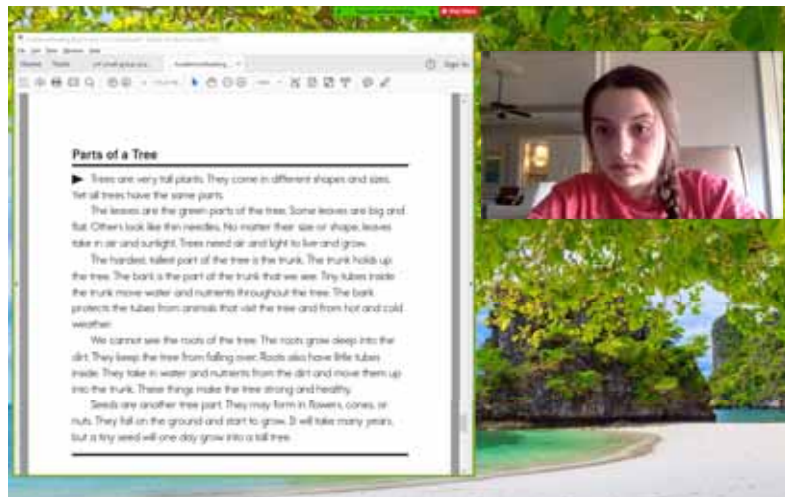 Home Tools
Sign In
Parts of a Tree
Trees are very tall plants. They come in different shapes and sizes.
Yet all trees have the same parts.
The leaves are the green parts of the tree. Some leaves are big and
flat. Others look like thin needles. No matter their size or shape, leaves
take in air and sunlight. Trees need air and light to live and grow.
The hardest, tallest part of the tree is the trunk. The trunk holds up
the tree. The bark is the part of the trunk that we see. Tiny tubes inside
the trunk move water and nutrients throughout the tree. The bark
protects the tubes from animals that visit the tree and from hot and cold
weather.
We cannot see the roots of the tree. The roots grow deep into the
dirt. They keep the tree from falling over. Roots also have little tubes
inside. They take in water and nutrients from the dirt and move them up
into the trunk. These things make the tree strong and healthy.
Seeds are another tree part. They may form in flowers, cones, or
nuts. They fall on the ground and start to grow. It will take many years,
but a tiny seed will one day grow into a tall tree.